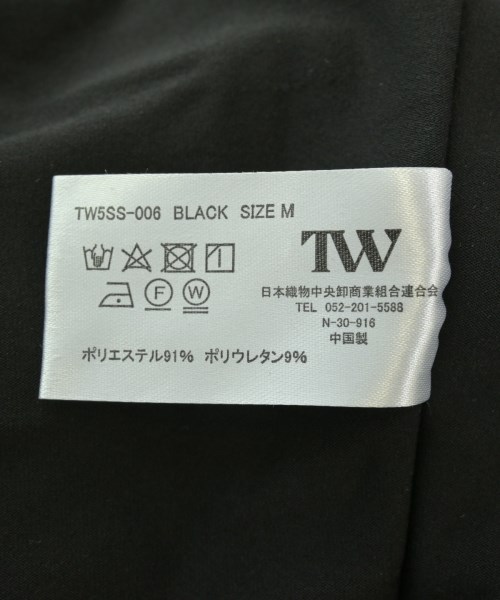 TW5SS-006 BLACK SIZE M
TW
F W
日本織物中央卸商業組合連合会
TEL 052-201-5588
N-30-916
中国製
ポリエステル91% ポリウレタン9%